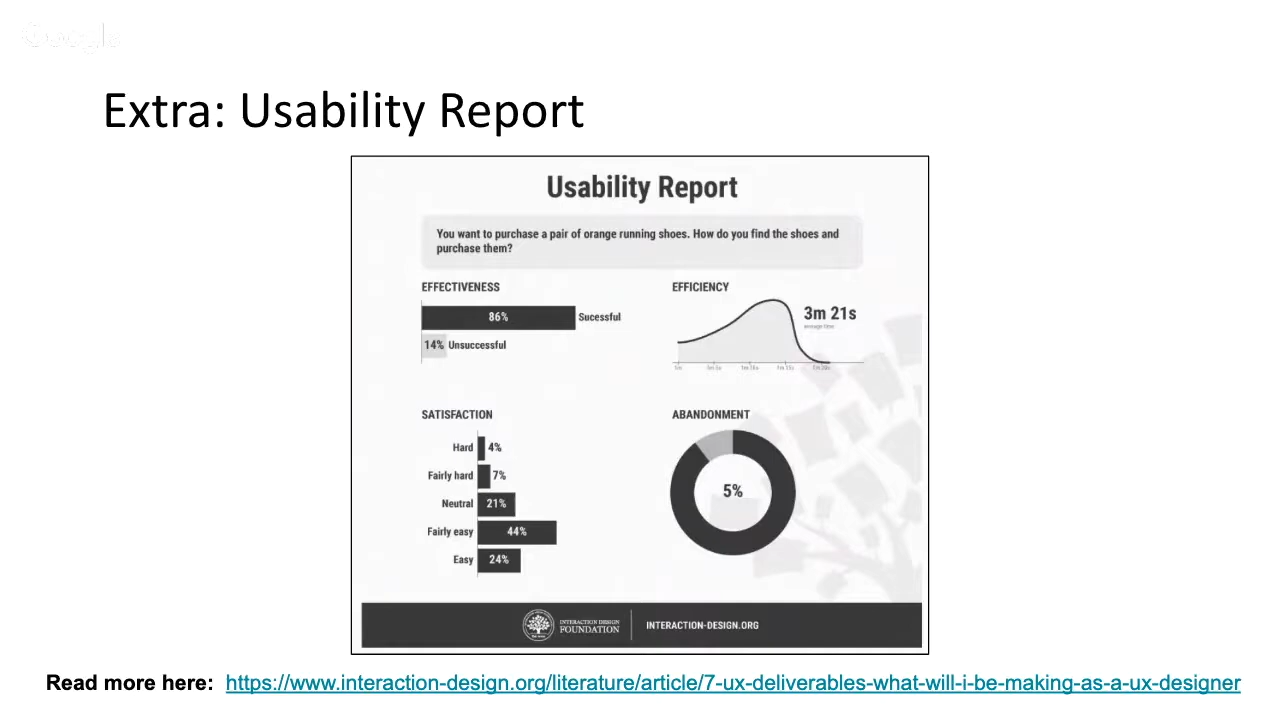 Google
Extra: Usability Report
Usability Report
You want to purchase a pair of orange running shoes. How do you find the shoes and
purchase them?
EFFECTIVENESS
86% Sucessful
14% Unsuccessful
EFFICIENCY
3m 21s
average time
SATISFACTION
Hard 4%
Fairly hard 7%
Neutral 21%
Fairly easy 44%
Easy 24%
ABANDONMENT
5%
INTERACTION DESIGN
FOUNDATION
INTERACTION-DESIGN.ORG
Read more here: https://www.interaction-design.org/literature/article/7-ux-deliverables-what-will-i-be-making-as-a-ux-designer